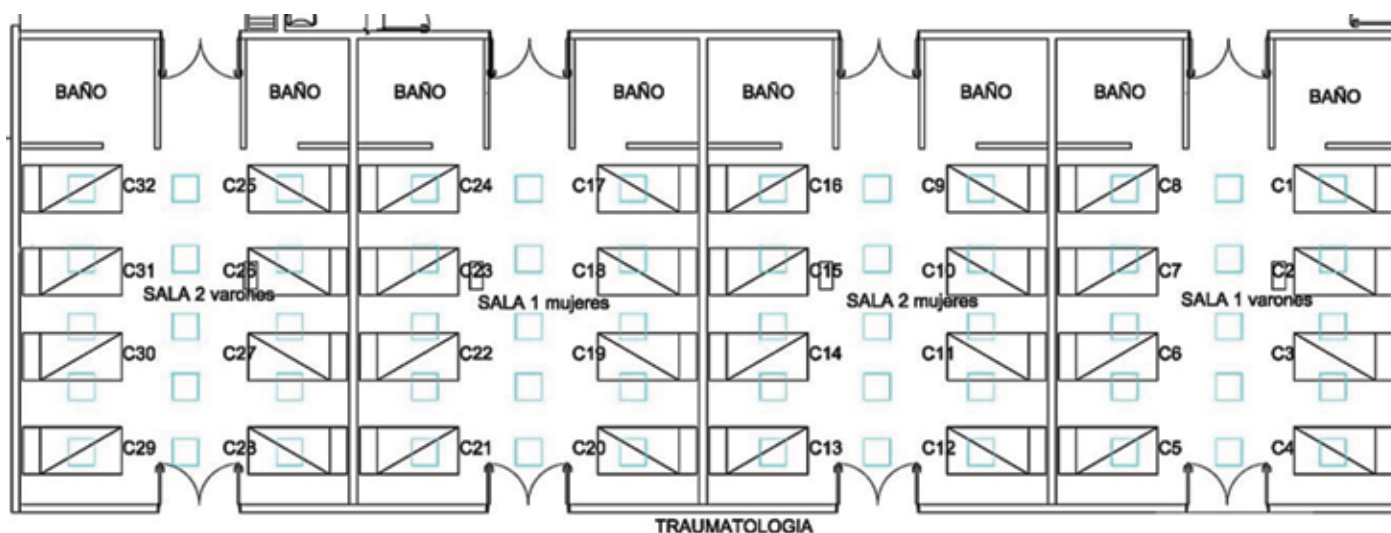 BAÑO BAÑO BAÑO BAÑO BAÑO BAÑO BAÑO BAÑO
C32 C25 C24 C17 C16 C9 C8 C1
C31 C26 C23 C18 C15 C10 C7 C2
SALA 2 varones SALA 1 mujeres SALA 2 mujeres SALA 1 varones
C30 C27 C22 C19 C14 C11 C6 C3
C29 C28 C21 C20 C13 C12 C5 C4
TRAUMATOLOGIA